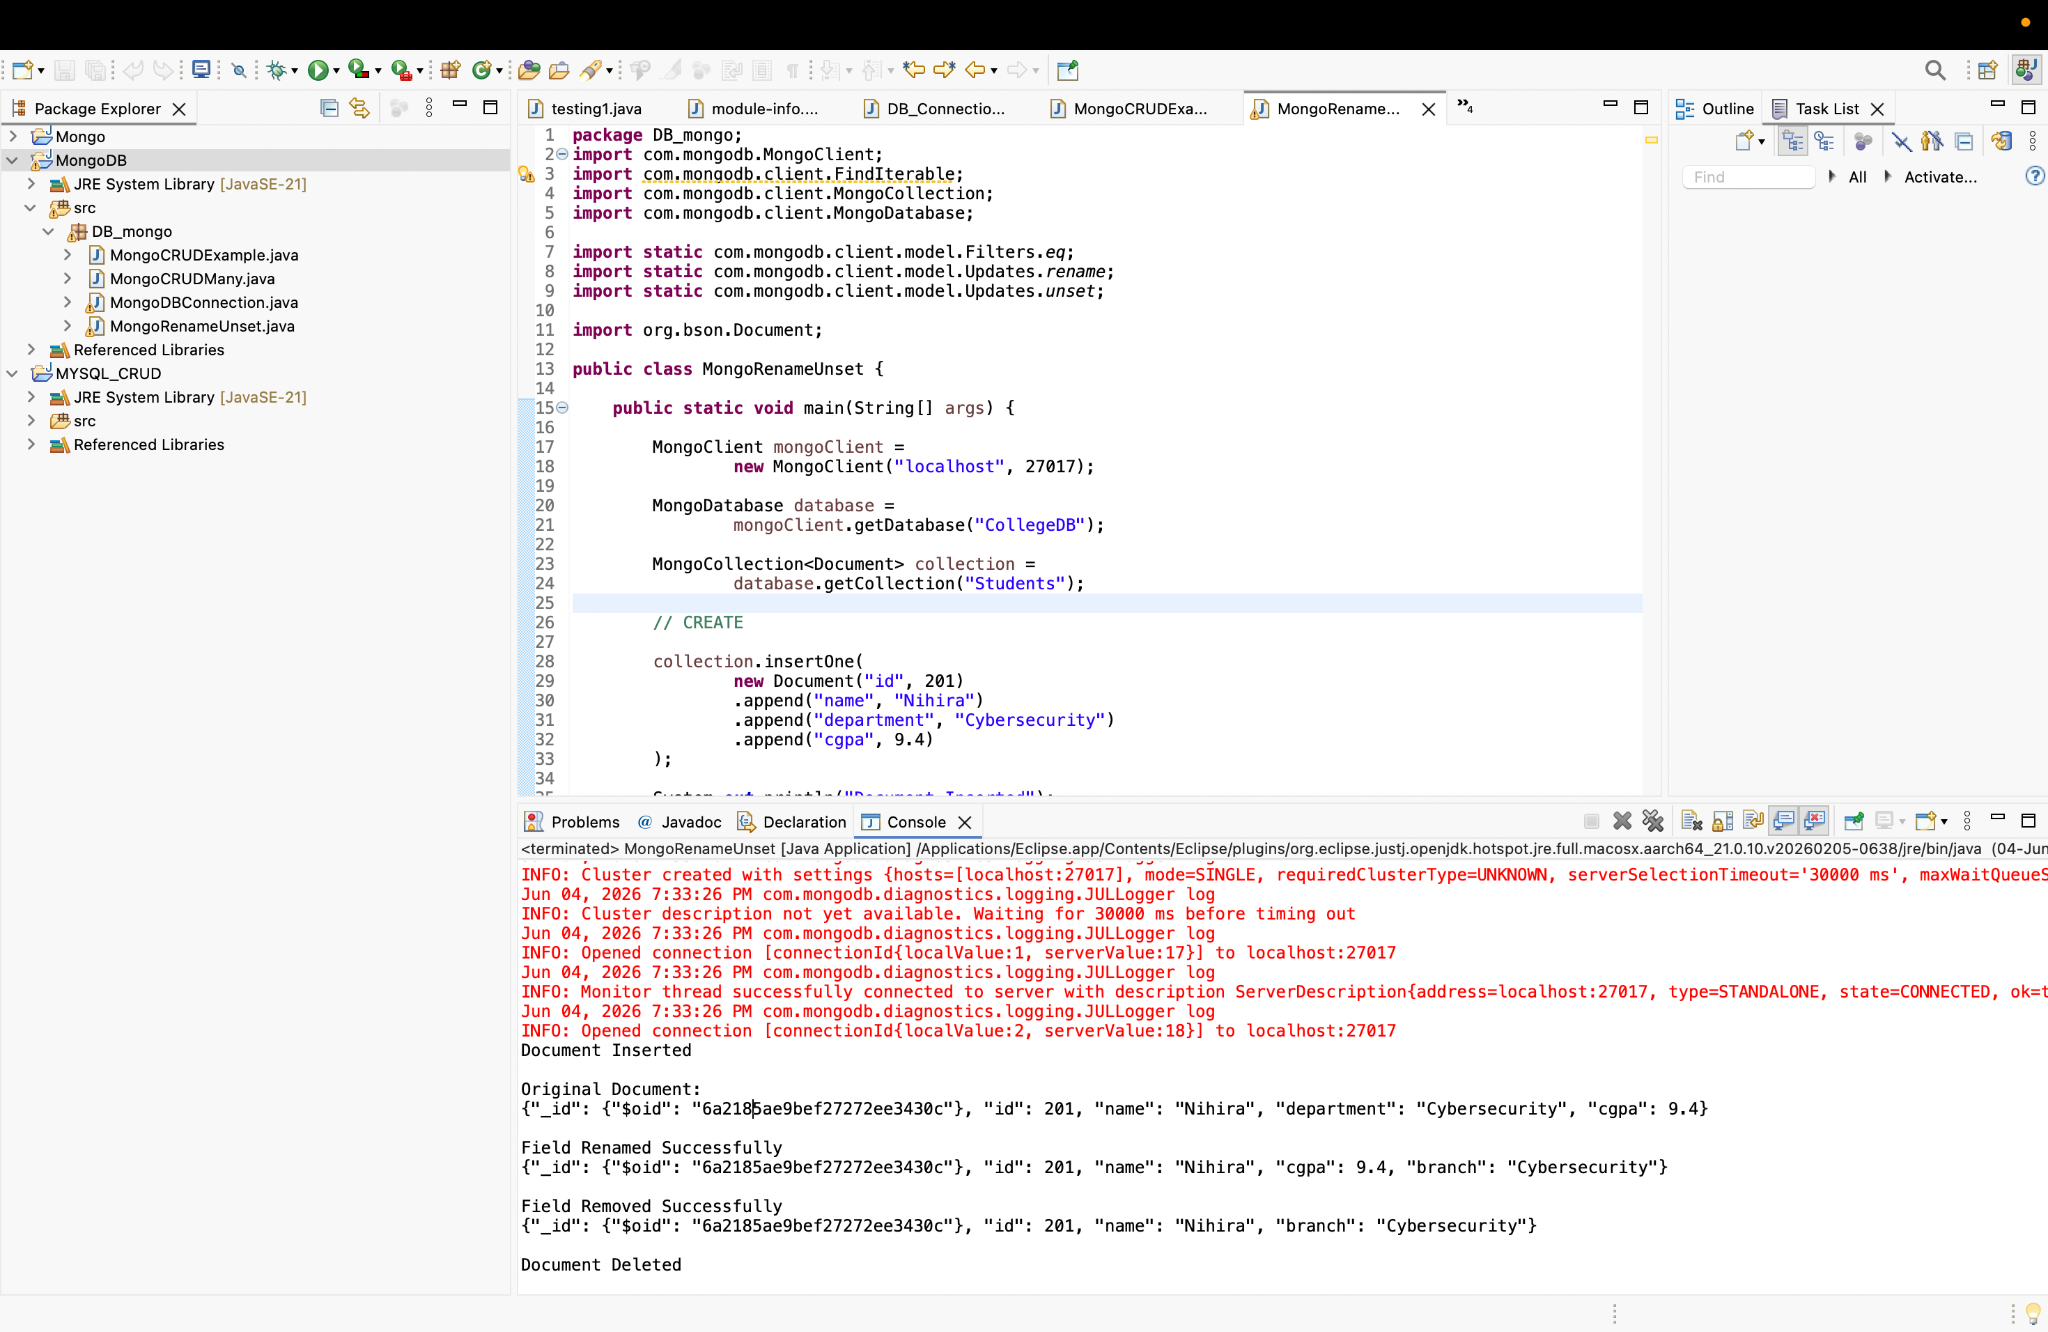 Package Explorer
Mongo
MongoDB
JRE System Library [JavaSE-21]
src
DB_mongo
MongoCRUDExample.java
MongoCRUDMany.java
MongoDBConnection.java
MongoRenameUnset.java
Referenced Libraries
MYSQL_CRUD
JRE System Library [JavaSE-21]
src
Referenced Libraries
testing1.java module-info.... DB_Connectio... MongoCRUDExa... MongoRename... »4
1 package DB_mongo;
2 import com.mongodb.MongoClient;
3 import com.mongodb.client.FindIterable;
4 import com.mongodb.client.MongoCollection;
5 import com.mongodb.client.MongoDatabase;
6
7 import static com.mongodb.client.model.Filters.eq;
8 import static com.mongodb.client.model.Updates.rename;
9 import static com.mongodb.client.model.Updates.unset;
10
11 import org.bson.Document;
12
13 public class MongoRenameUnset {
14
15 public static void main(String[] args) {
16
17 MongoClient mongoClient =
18 new MongoClient("localhost", 27017);
19
20 MongoDatabase database =
21 mongoClient.getDatabase("CollegeDB");
22
23 MongoCollection<Document> collection =
24 database.getCollection("Students");
25
26 // CREATE
27
28 collection.insertOne(
29 new Document("id", 201)
30 .append("name", "Nihira")
31 .append("department", "Cybersecurity")
32 .append("cgpa", 9.4)
33 );
34
35 System.out.println("Document Inserted");
Outline Task List
Find All Activate...
Problems Javadoc Declaration Console
<terminated> MongoRenameUnset [Java Application] /Applications/Eclipse.app/Contents/Eclipse/plugins/org.eclipse.justj.openjdk.hotspot.jre.full.macosx.aarch64_21.0.10.v20260205-0638/jre/bin/java (04-Jun
INFO: Cluster created with settings {hosts=[localhost:27017], mode=SINGLE, requiredClusterType=UNKNOWN, serverSelectionTimeout='30000 ms', maxWaitQueueS
Jun 04, 2026 7:33:26 PM com.mongodb.diagnostics.logging.JULLogger log
INFO: Cluster description not yet available. Waiting for 30000 ms before timing out
Jun 04, 2026 7:33:26 PM com.mongodb.diagnostics.logging.JULLogger log
INFO: Opened connection [connectionId{localValue:1, serverValue:17}] to localhost:27017
Jun 04, 2026 7:33:26 PM com.mongodb.diagnostics.logging.JULLogger log
INFO: Monitor thread successfully connected to server with description ServerDescription{address=localhost:27017, type=STANDALONE, state=CONNECTED, ok=t
Jun 04, 2026 7:33:26 PM com.mongodb.diagnostics.logging.JULLogger log
INFO: Opened connection [connectionId{localValue:2, serverValue:18}] to localhost:27017
Document Inserted
Original Document:
{"_id": {"$oid": "6a2185ae9bef27272ee3430c"}, "id": 201, "name": "Nihira", "department": "Cybersecurity", "cgpa": 9.4}
Field Renamed Successfully
{"_id": {"$oid": "6a2185ae9bef27272ee3430c"}, "id": 201, "name": "Nihira", "cgpa": 9.4, "branch": "Cybersecurity"}
Field Removed Successfully
{"_id": {"$oid": "6a2185ae9bef27272ee3430c"}, "id": 201, "name": "Nihira", "branch": "Cybersecurity"}
Document Deleted